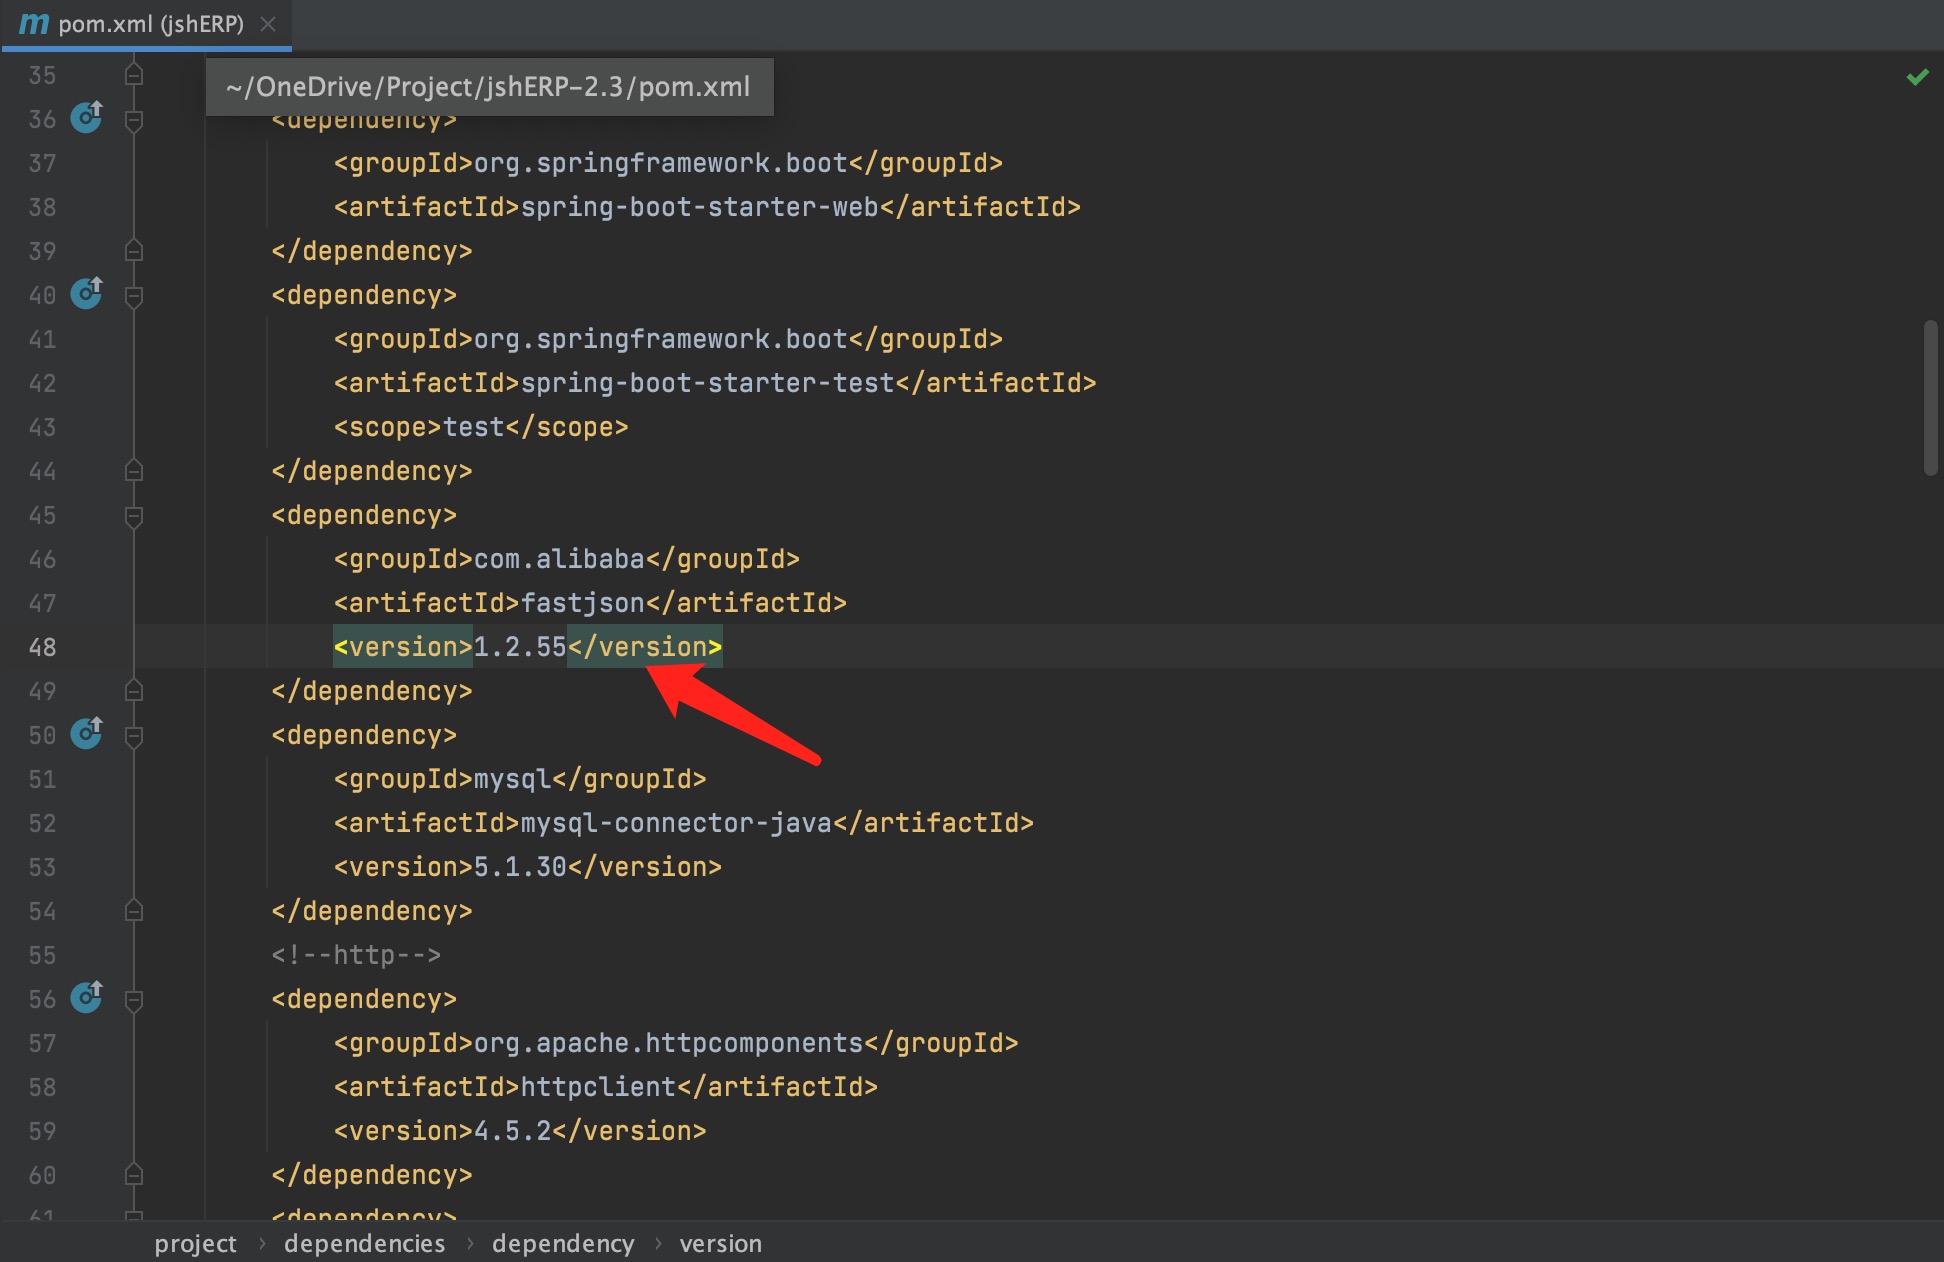 m pom.xml (jshERP)
~/OneDrive/Project/jshERP-2.3/pom.xml
35
36 <dependency>
37 <groupId>org.springframework.boot</groupId>
38 <artifactId>spring-boot-starter-web</artifactId>
39 </dependency>
40 <dependency>
41 <groupId>org.springframework.boot</groupId>
42 <artifactId>spring-boot-starter-test</artifactId>
43 <scope>test</scope>
44 </dependency>
45 <dependency>
46 <groupId>com.alibaba</groupId>
47 <artifactId>fastjson</artifactId>
48 <version>1.2.55</version>
49 </dependency>
50 <dependency>
51 <groupId>mysql</groupId>
52 <artifactId>mysql-connector-java</artifactId>
53 <version>5.1.30</version>
54 </dependency>
55 <!--http-->
56 <dependency>
57 <groupId>org.apache.httpcomponents</groupId>
58 <artifactId>httpclient</artifactId>
59 <version>4.5.2</version>
60 </dependency>
61 <dependency>
project › dependencies › dependency › version